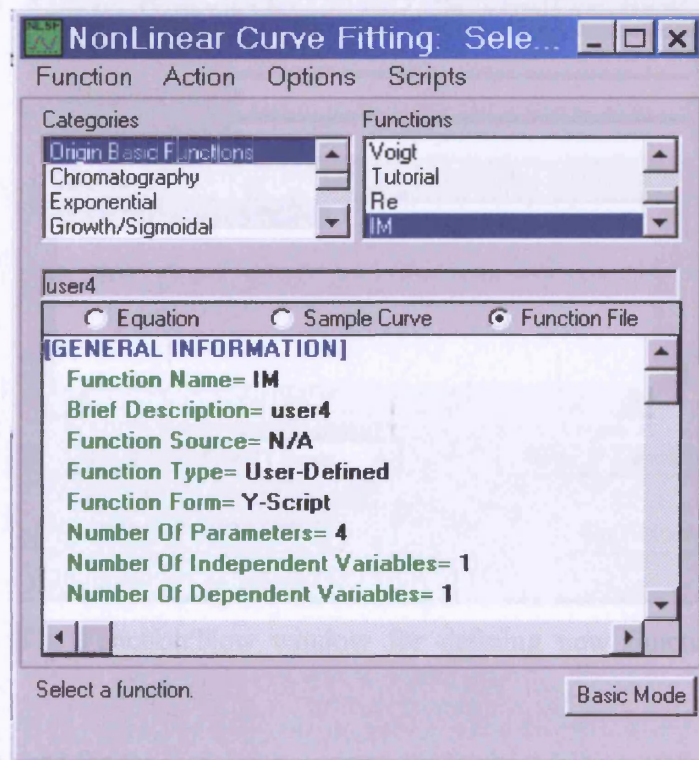 NLSF
NonLinear Curve Fitting: Sele...
Function Action Options Scripts
Categories
Functions
Origin Basic Functions
Chromatography
Exponential
Growth/Sigmoidal
Voigt
Tutorial
Re
IM
user4
Equation Sample Curve Function File
[GENERAL INFORMATION]
Function Name= IM
Brief Description= user4
Function Source= N/A
Function Type= User-Defined
Function Form= Y-Script
Number Of Parameters= 4
Number Of Independent Variables= 1
Number Of Dependent Variables= 1
Select a function.
Basic Mode